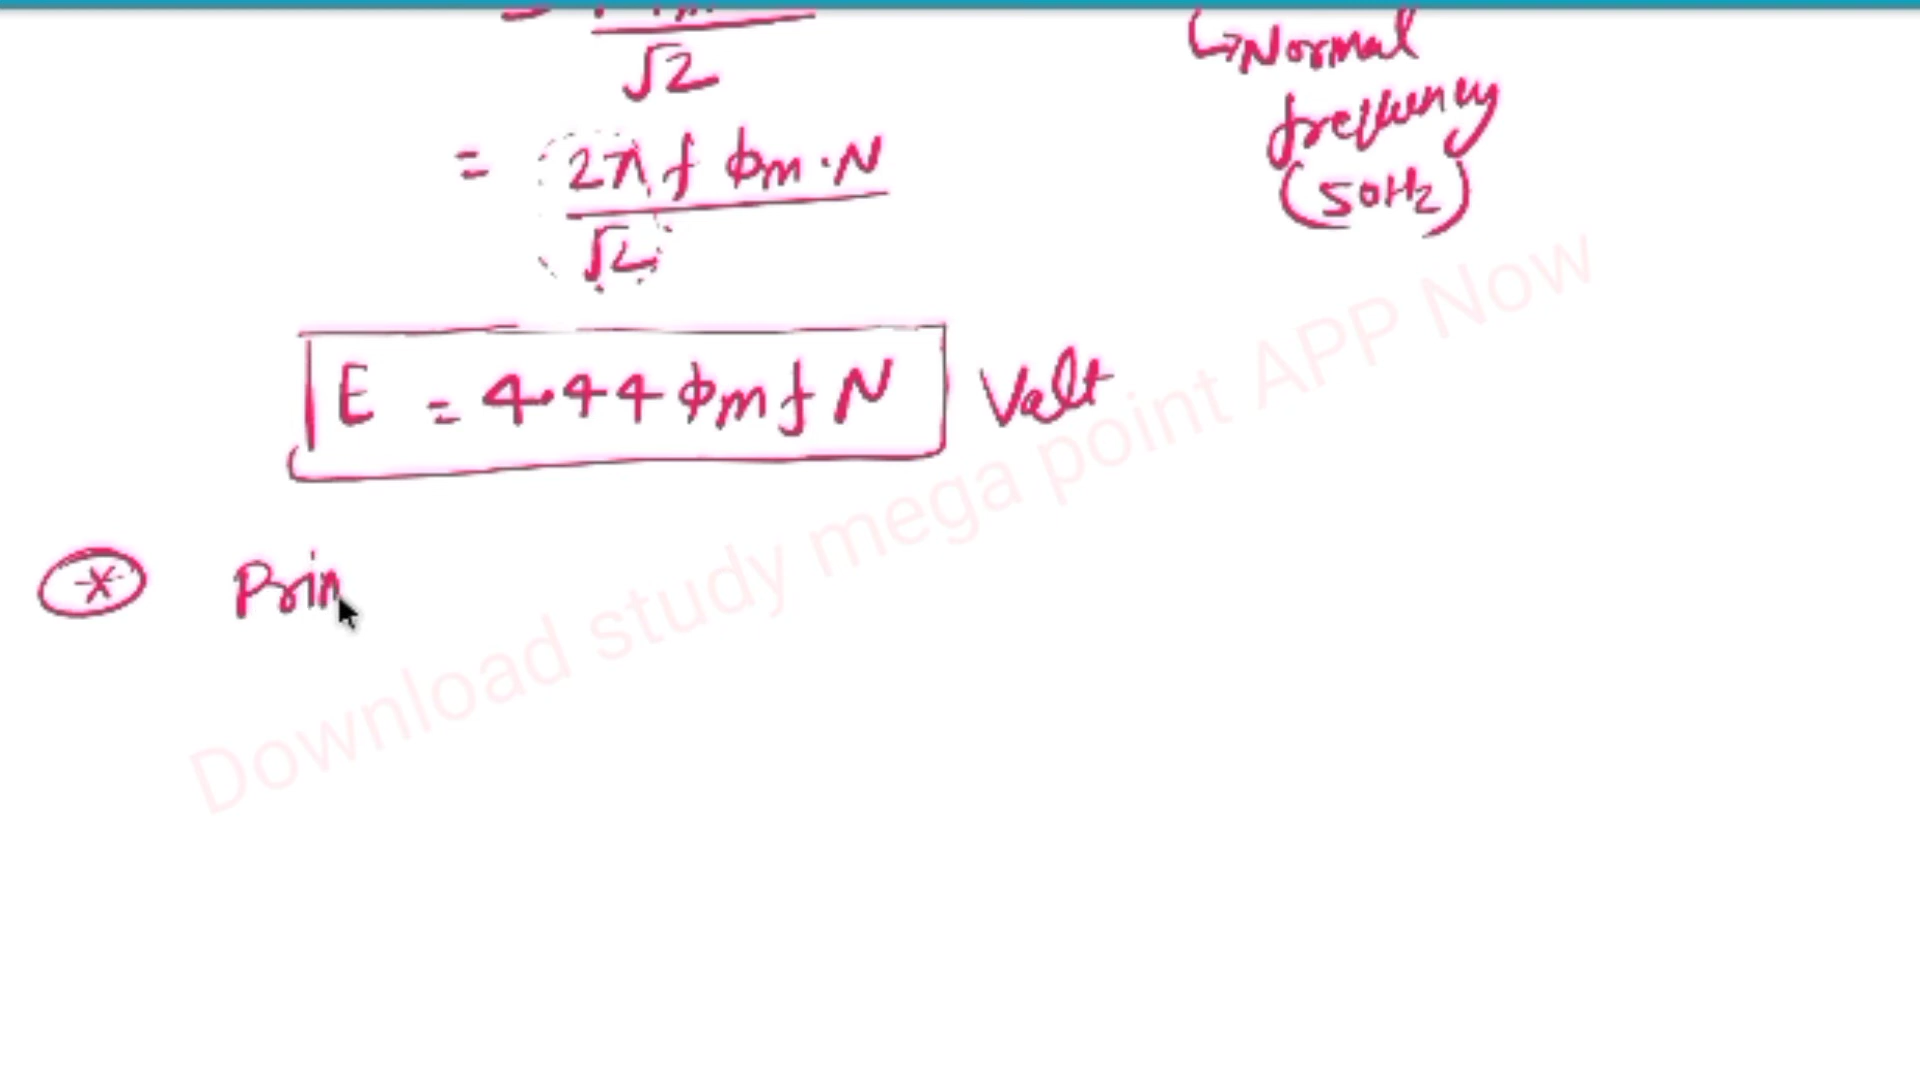 √2
↳ Normal
frequency
(50Hz)
= 2πf φm·N
√2
E = 4.44 φm f N Volt
* Prin
Download study mega point APP Now